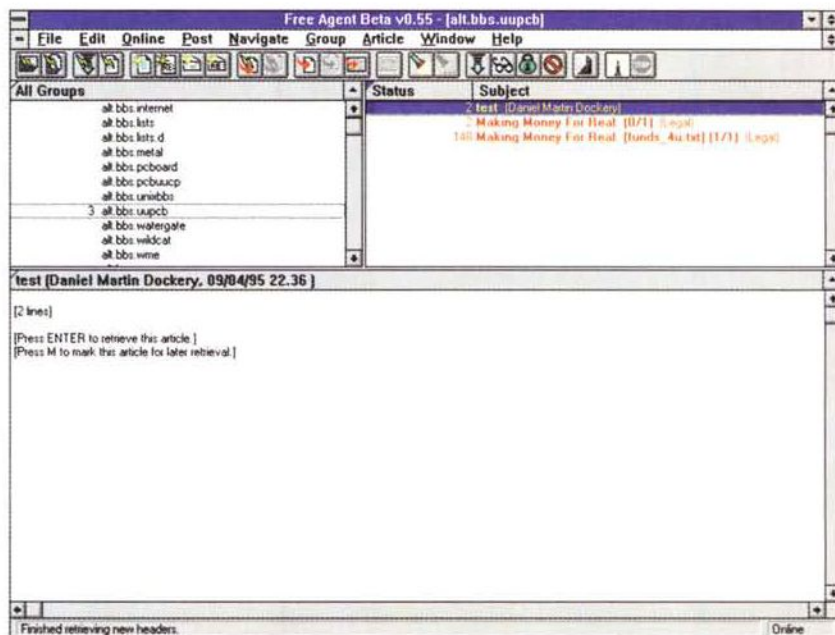 Free Agent Beta v0.55 - [alt.bbs.uupcb]
File Edit Online Post Navigate Group Article Window Help
All Groups
alt.bbs.internet
alt.bbs.lists
alt.bbs.lists.d
alt.bbs.metal
alt.bbs.pcboard
alt.bbs.pcbuucp
alt.bbs.unixbbs
3 alt.bbs.uupcb
alt.bbs.watergate
alt.bbs.wildcat
alt.bbs.wme
Status Subject
2 test (Daniel Martin Dockery)
2 Making Money For Real (0/1) (Legal)
146 Making Money For Real [funds_4u.txt] (1/1) (Legal)
test (Daniel Martin Dockery, 09/04/95 22.36 )
[2 lines]
[Press ENTER to retrieve this article.]
[Press M to mark this article for later retrieval.]
Finished retrieving new headers. Online